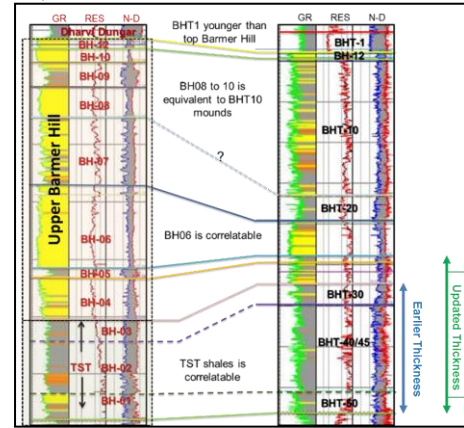 GR RES N-D
Dharvi Dungar
BH-12
BH-10
BH-09
BH-08
BH-07
BH-06
BH-05
BH-04
BH-03
BH-02
BH-01
Upper Barmer Hill
TST
BHT1 younger than
top Barmer Hill
BH08 to 10 is
equivalent to BHT10
mounds
?
BH06 is correlatable
TST shales is
correlatable
GR RES N-D
BHT-1
BH-12
BHT-10
BHT-20
BHT-30
BHT-40/45
BHT-50
Earlier Thickness
Updated Thickness